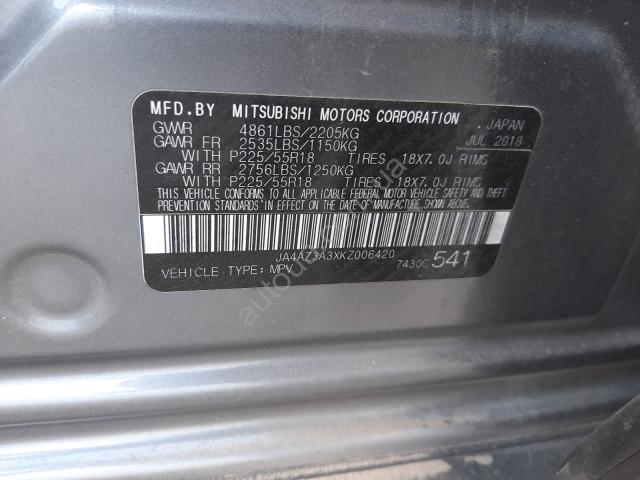 MFD.BY MITSUBISHI MOTORS CORPORATION . JAPAN
GVWR 4861LBS/2205KG JUL 2018
GAWR FR 2535LBS/1150KG
WITH P225/55R18 TIRES 18X7.0J RIMS
GAWR RR 2756LBS/1250KG
WITH P225/55R18 TIRES 18X7.0J RIMS
THIS VEHICLE CONFORMS TO ALL APPLICABLE FEDERAL MOTOR VEHICLE SAFETY AND THEFT
PREVENTION STANDARDS IN EFFECT ON THE DATE OF MANUFACTURE SHOWN ABOVE.
JA4AZ3A3XKZ006420
VEHICLE TYPE: MPV 7430C 541